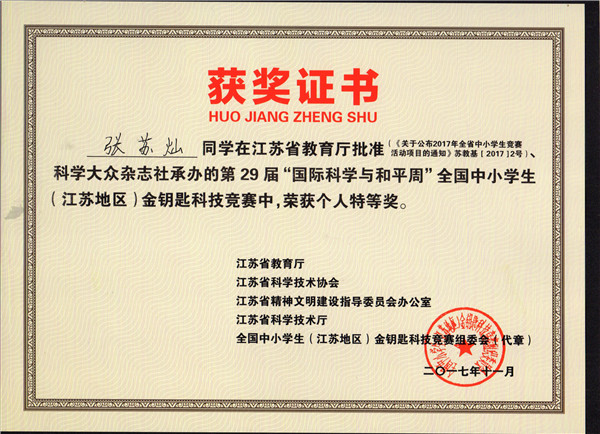 获奖证书
HUO JIANG ZHENG SHU
张苏灿 同学在江苏省教育厅批准(《关于公布2017年全省中小学生竞赛
活动项目的通知》苏教基〔2017〕2号)、
科学大众杂志社承办的第29届“国际科学与和平周”全国中小学生
(江苏地区)金钥匙科技竞赛中,荣获个人特等奖。
江苏省教育厅
江苏省科学技术协会
江苏省精神文明建设指导委员会办公室
江苏省科学技术厅
全国中小学生(江苏地区)金钥匙科技竞赛组委会(代章)
二〇一七年十一月